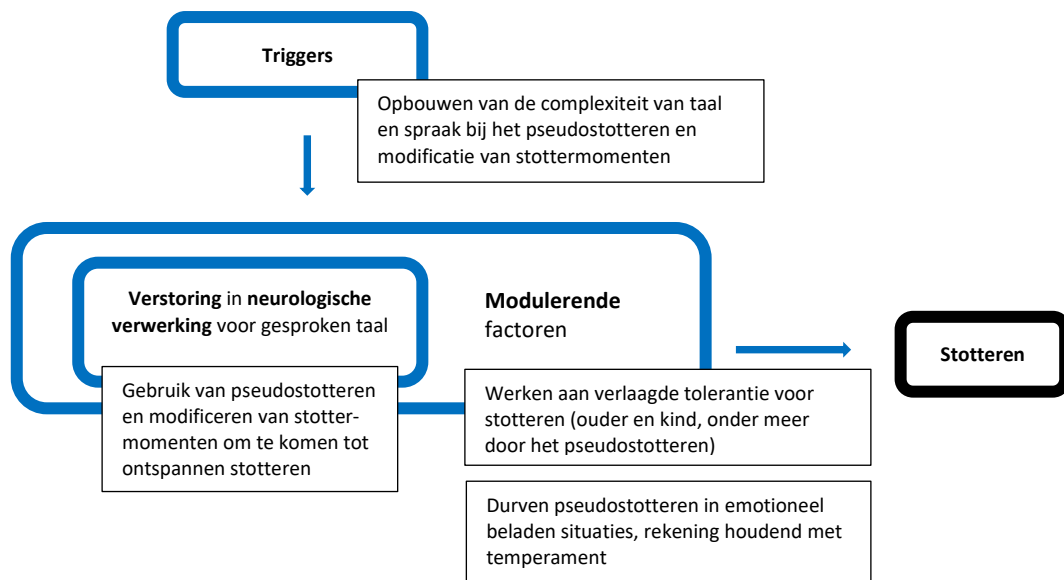 Triggers
Opbouwen van de complexiteit van taal
en spraak bij het pseudostotteren en
modificatie van stottermomenten
Verstoring in neurologische
verwerking voor gesproken taal
Modulerende
factoren
Stotteren
Gebruik van pseudostotteren
en modificeren van stotter-
momenten om te komen tot
ontspannen stotteren
Werken aan verlaagde tolerantie voor
stotteren (ouder en kind, onder meer
door het pseudostotteren)
Durven pseudostotteren in emotioneel
beladen situaties, rekening houdend met
temperament